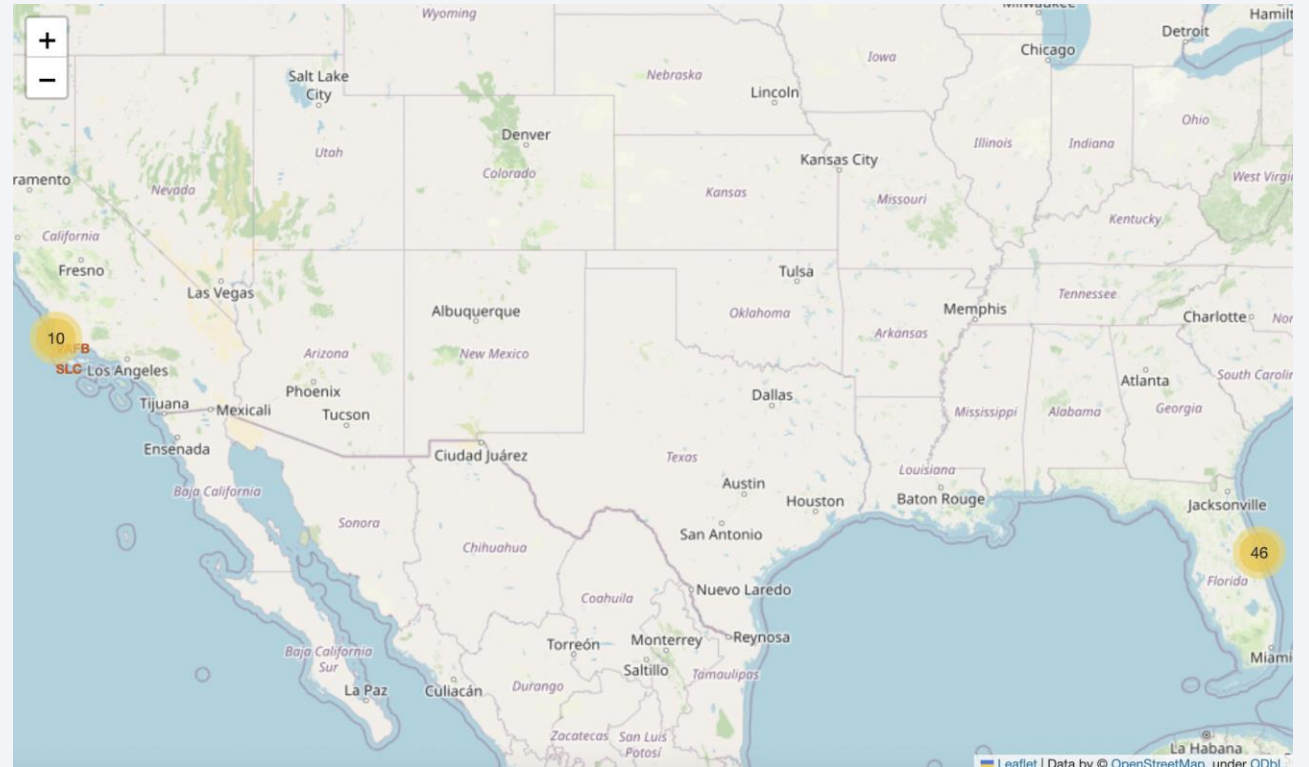 Milwaukee
Wyoming
Hamilt
+
Detroit
Chicago
Iowa
Salt Lake
City
Nebraska
−
Lincoln
Ohio
Denver
Illinois
Indiana
Utah
Kansas City
Colorado
West Virgi
ramento
Nevada
Kansas
Missouri
Kentucky
California
Fresno
Tulsa
Las Vegas
Tennessee
Albuquerque
Oklahoma
Memphis
Charlotte
Nor
Arkansas
10
VAFB
Arizona
New Mexico
SLC
Los Angeles
South Carolin
Atlanta
Phoenix
Dallas
Tijuana
Mexicali
Tucson
Mississippi
Alabama
Georgia
Ensenada
Ciudad Juárez
Texas
Louisiana
Austin
Baja California
Houston
Baton Rouge
Jacksonville
Sonora
San Antonio
Chihuahua
46
Florida
Nuevo Laredo
Coahuila
Reynosa
Torreón
Monterrey
Baja California
Sur
Miami
Saltillo
Tamaulipas
La Paz
Culiacán
Durango
Zacatecas
San Luis
Potosí
La Habana
Leaflet | Data by © OpenStreetMap, under ODbL